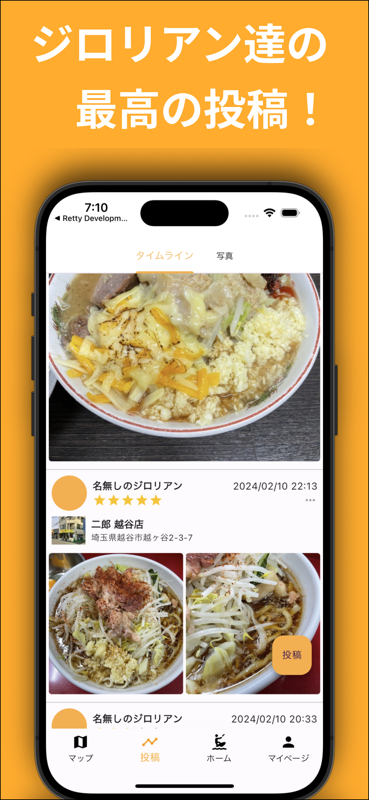 ジロリアン達の
最高の投稿！
7:10
◀ Retty Developm...
タイムライン
写真
名無しのジロリアン
2024/02/10 22:13
二郎 越谷店
埼玉県越谷市越ヶ谷2-3-7
投稿
名無しのジロリアン
2024/02/10 20:33
マップ
投稿
ホーム
マイページ